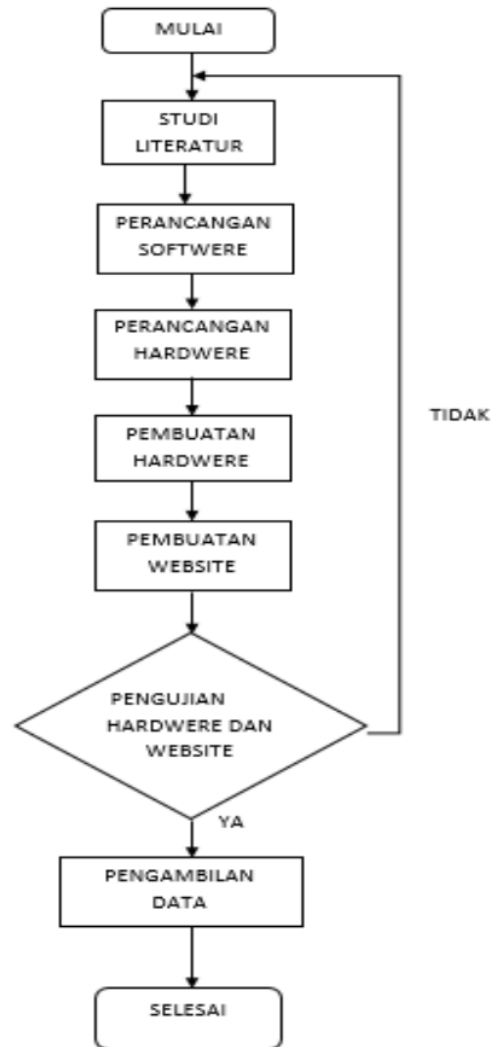 MULAI
STUDI
LITERATUR
PERANCANGAN
SOFTWERE
PERANCANGAN
HARDWERE
PEMBUATAN
HARDWERE
TIDAK
PEMBUATAN
WEBSITE
PENGUJIAN
HARDWERE DAN
WEBSITE
YA
PENGAMBILAN
DATA
SELESAI